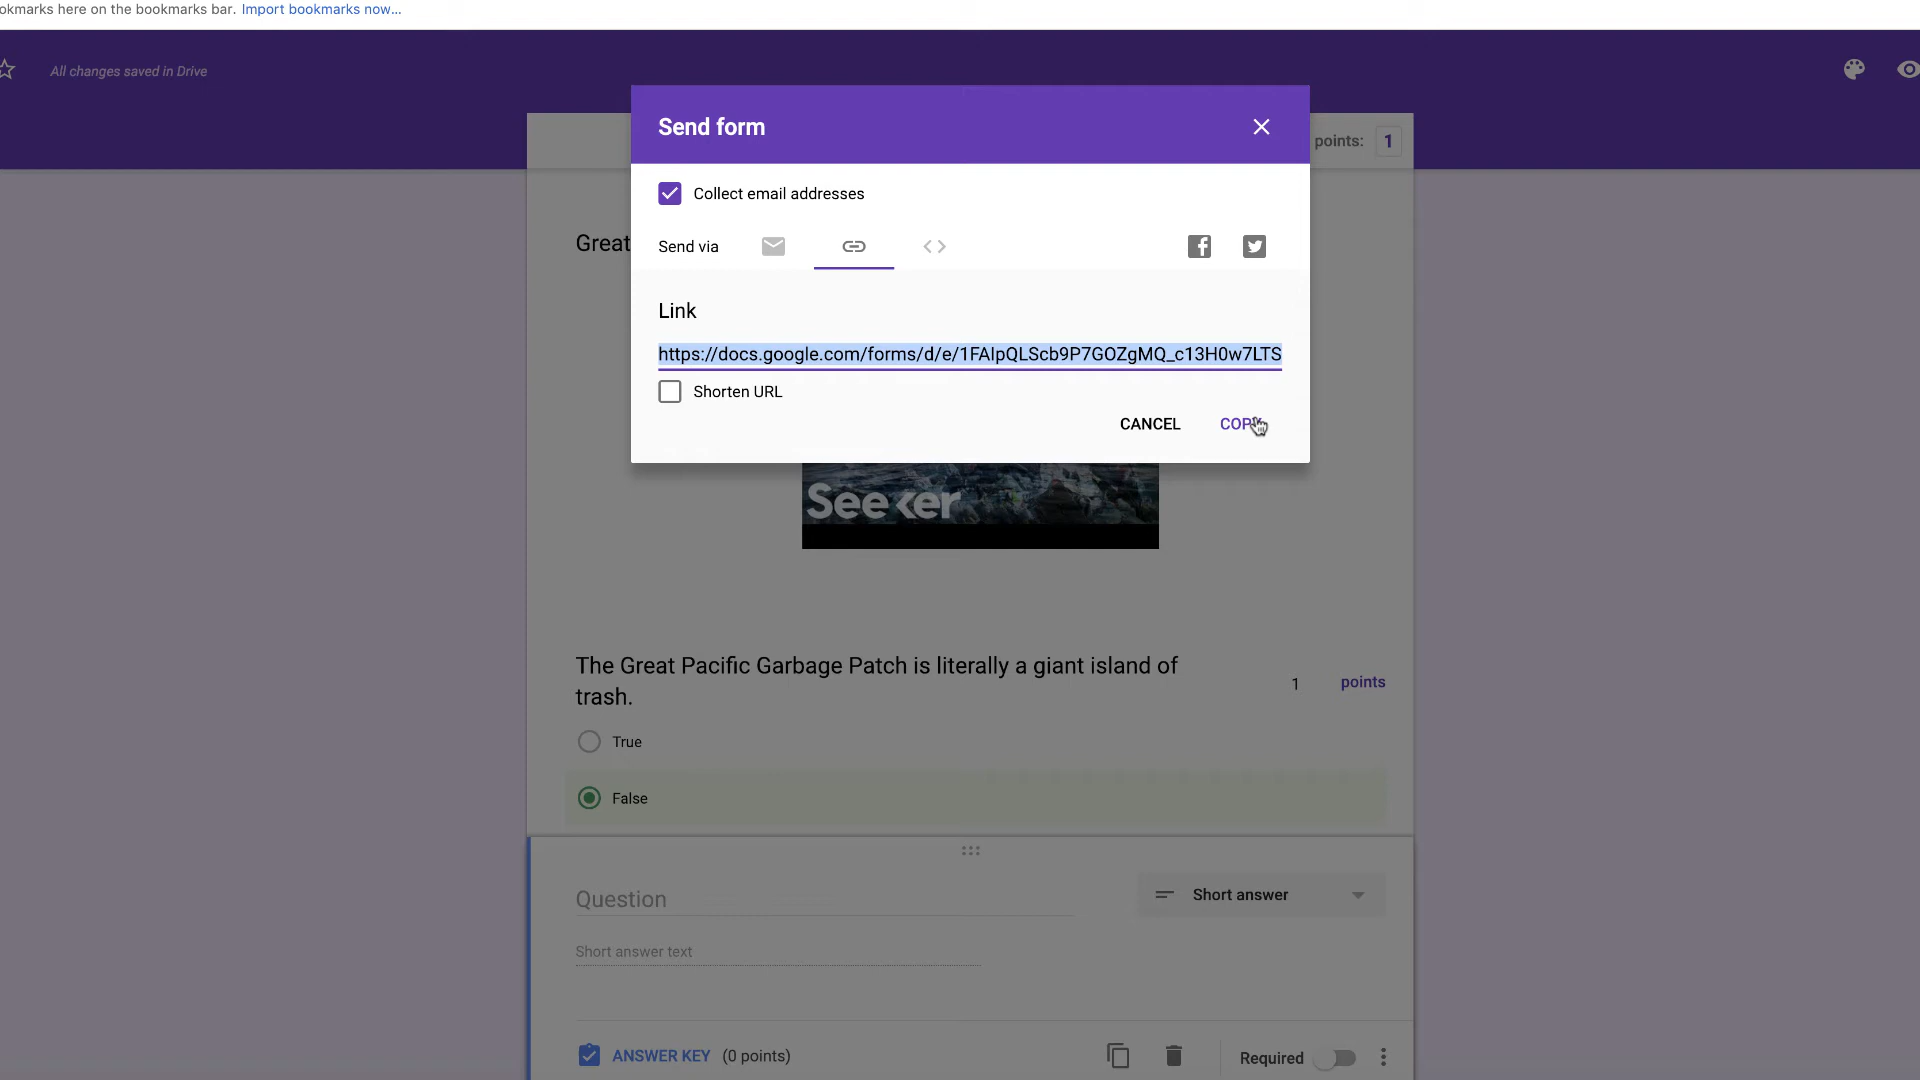 okmarks here on the bookmarks bar. Import bookmarks now...
All changes saved in Drive
Send form
points: 1
Collect email addresses
Great
Send via
Link
https://docs.google.com/forms/d/e/1FAIpQLScb9P7GOZgMQ_c13H0w7LTS
Shorten URL
CANCEL COPY
Seeker
The Great Pacific Garbage Patch is literally a giant island of
trash.
1 points
True
False
Question
Short answer
Short answer text
ANSWER KEY (0 points)
Required